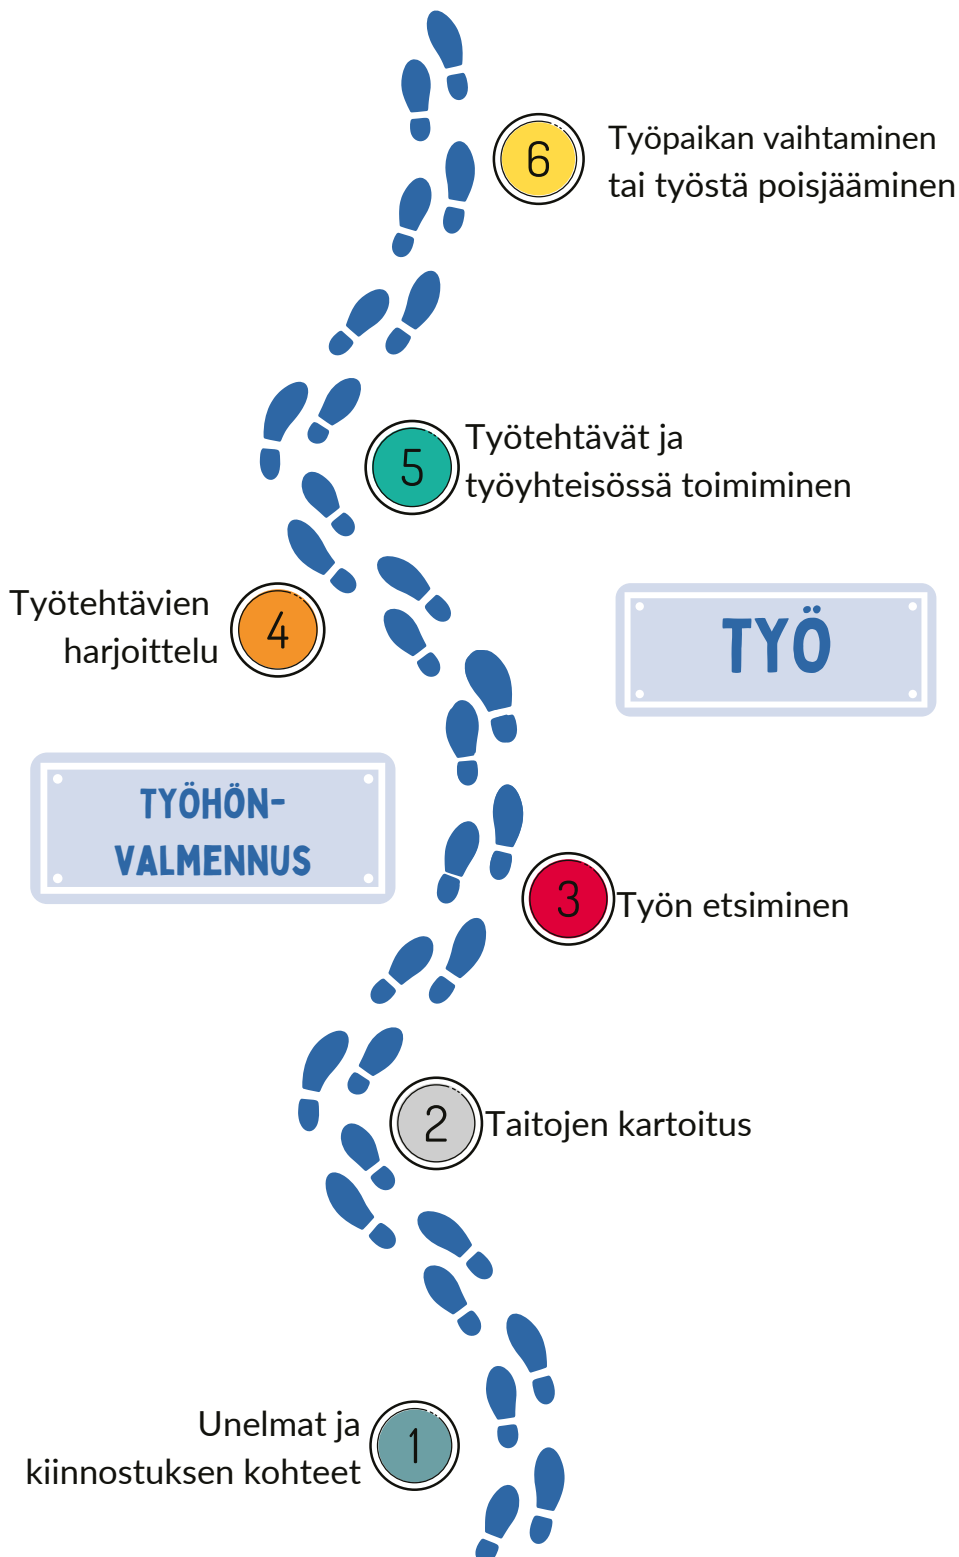 6
Työpaikan vaihtaminen
tai työstä poisjääminen
5
Työtehtävät ja
työyhteisössä toimiminen
Työtehtävien
harjoittelu
4
TYÖ
TYÖHÖN-
VALMENNUS
3
Työn etsiminen
2
Taitojen kartoitus
Unelmat ja
kiinnostuksen kohteet
1